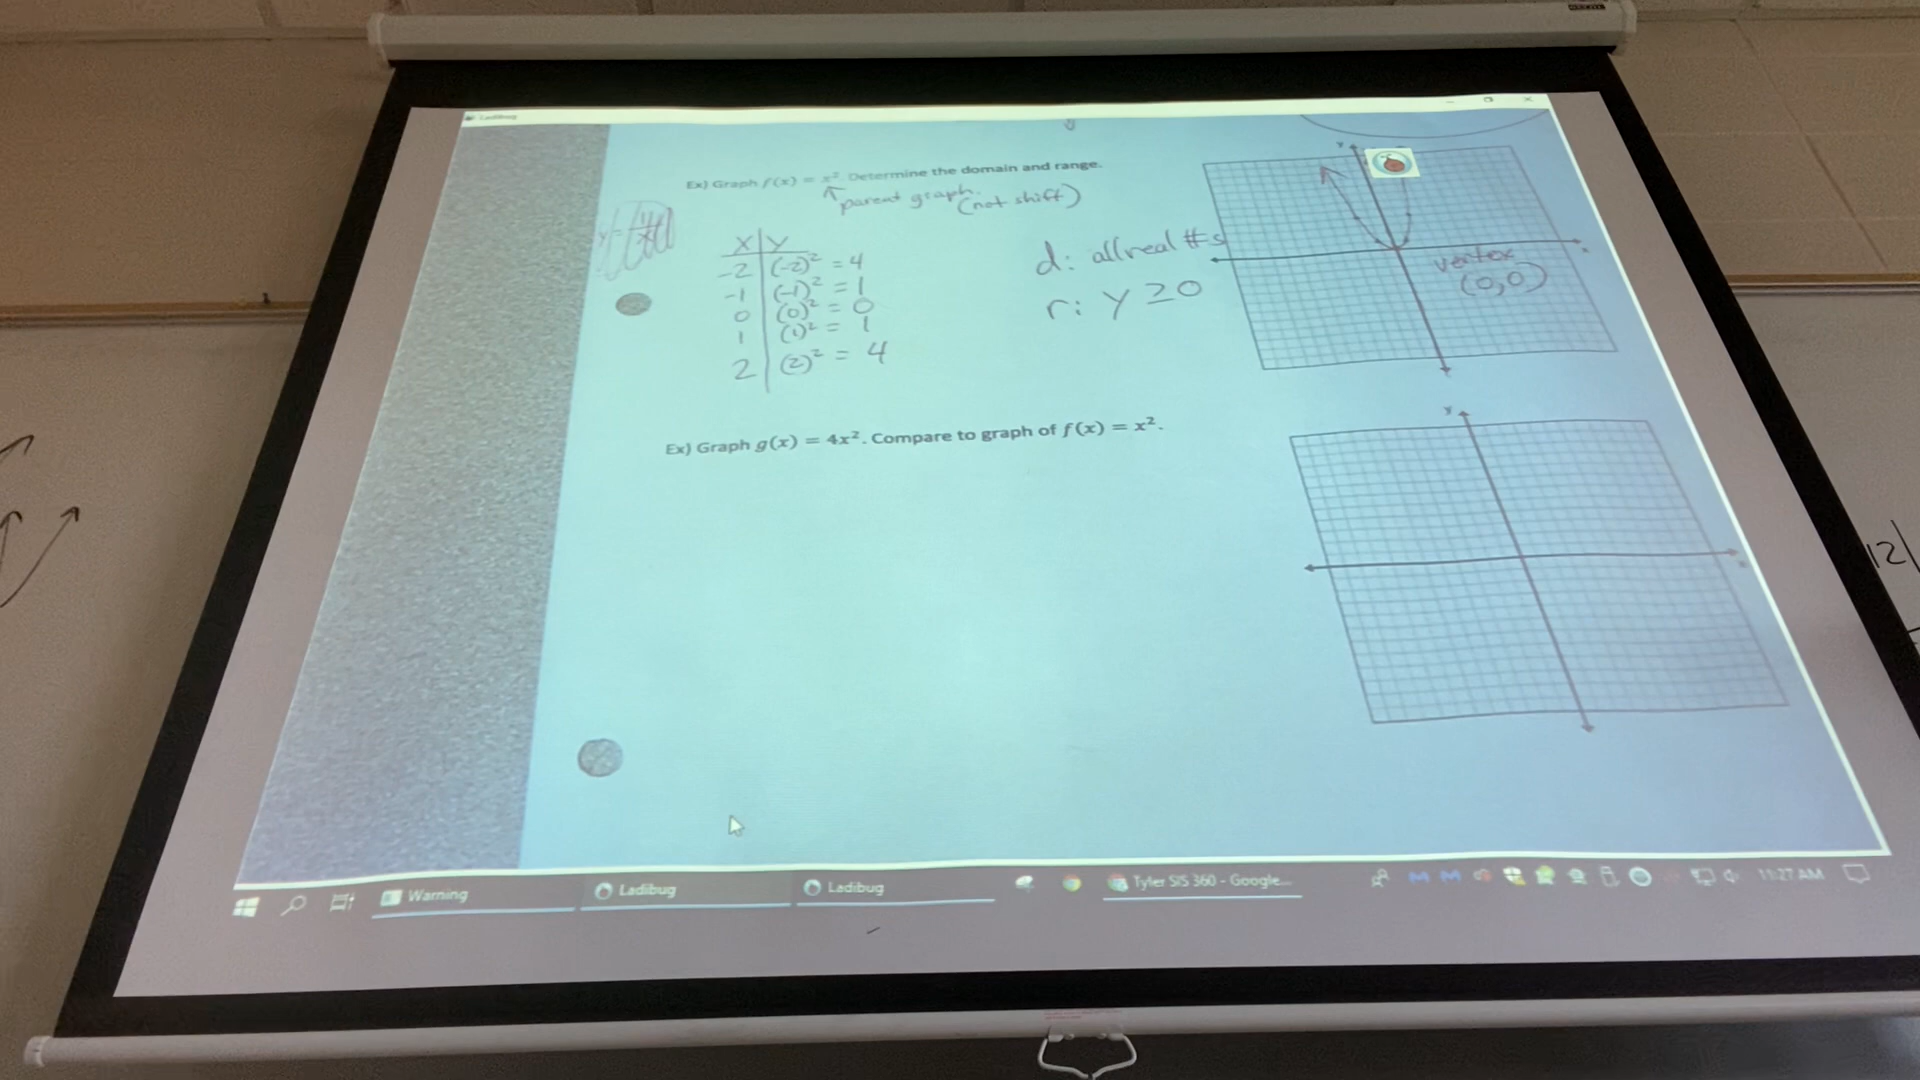 Ladibug
Ex) Graph f(x) = x². Determine the domain and range.
parent graph.
(not shift)
X | Y
-2 | (-2)² = 4
-1 | (-1)² = 1
0 | (0)² = 0
1 | (1)² = 1
2 | (2)² = 4
d: all real #s
r: y ≥ 0
y
x
vertex
(0,0)
Ex) Graph g(x) = 4x². Compare to graph of f(x) = x².
y
x
12
Warning
Ladibug
Ladibug
Tyler SIS 360 - Google...
11:27 AM